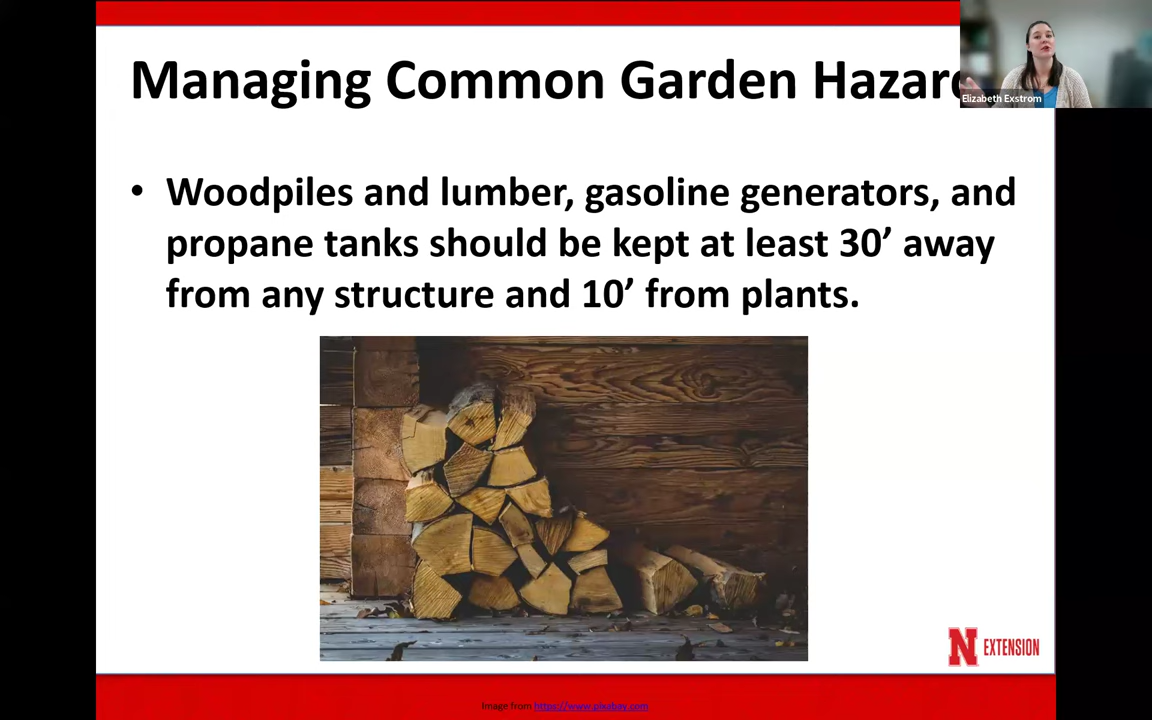 Managing Common Garden Hazar
Elizabeth Exstrom
• Woodpiles and lumber, gasoline generators, and
propane tanks should be kept at least 30’ away
from any structure and 10’ from plants.
N EXTENSION
Image from https://www.pixabay.com